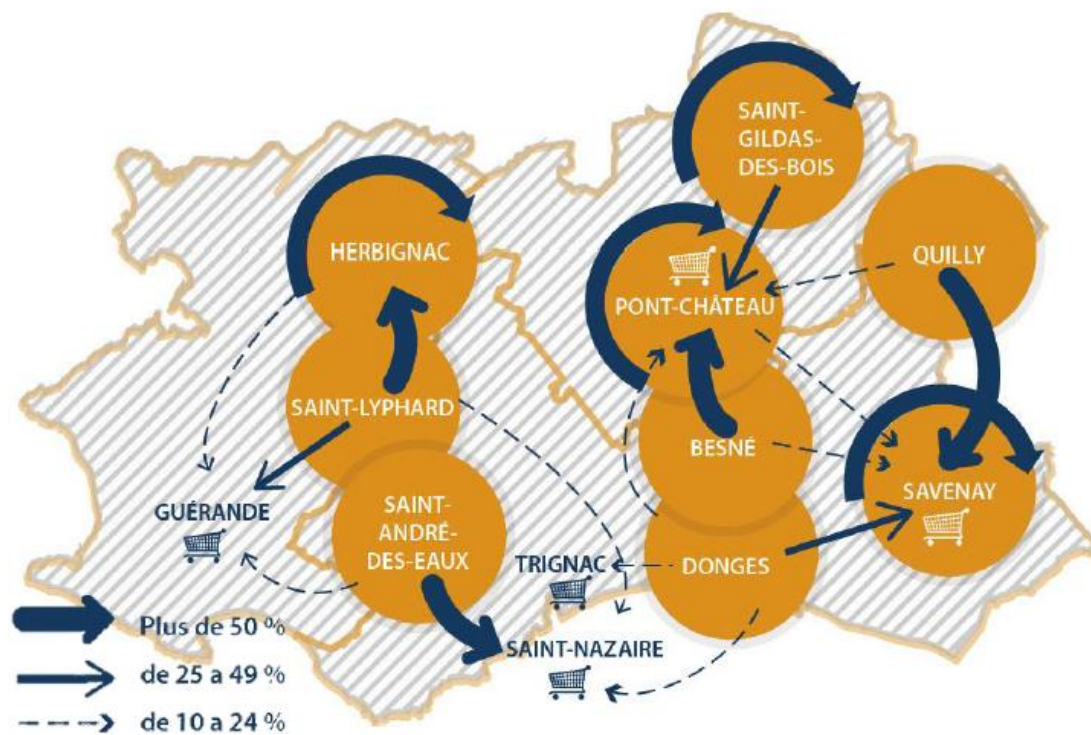 SAINT-
GILDAS-
DES-BOIS
HERBIGNAC
QUILLY
PONT-CHÂTEAU
SAINT-LYPHARD
BESNÉ
SAVENAY
GUÉRANDE
SAINT-
ANDRÉ-
DES-EAUX
TRIGNAC
DONGES
SAINT-NAZAIRE
Plus de 50 %
de 25 a 49 %
de 10 a 24 %